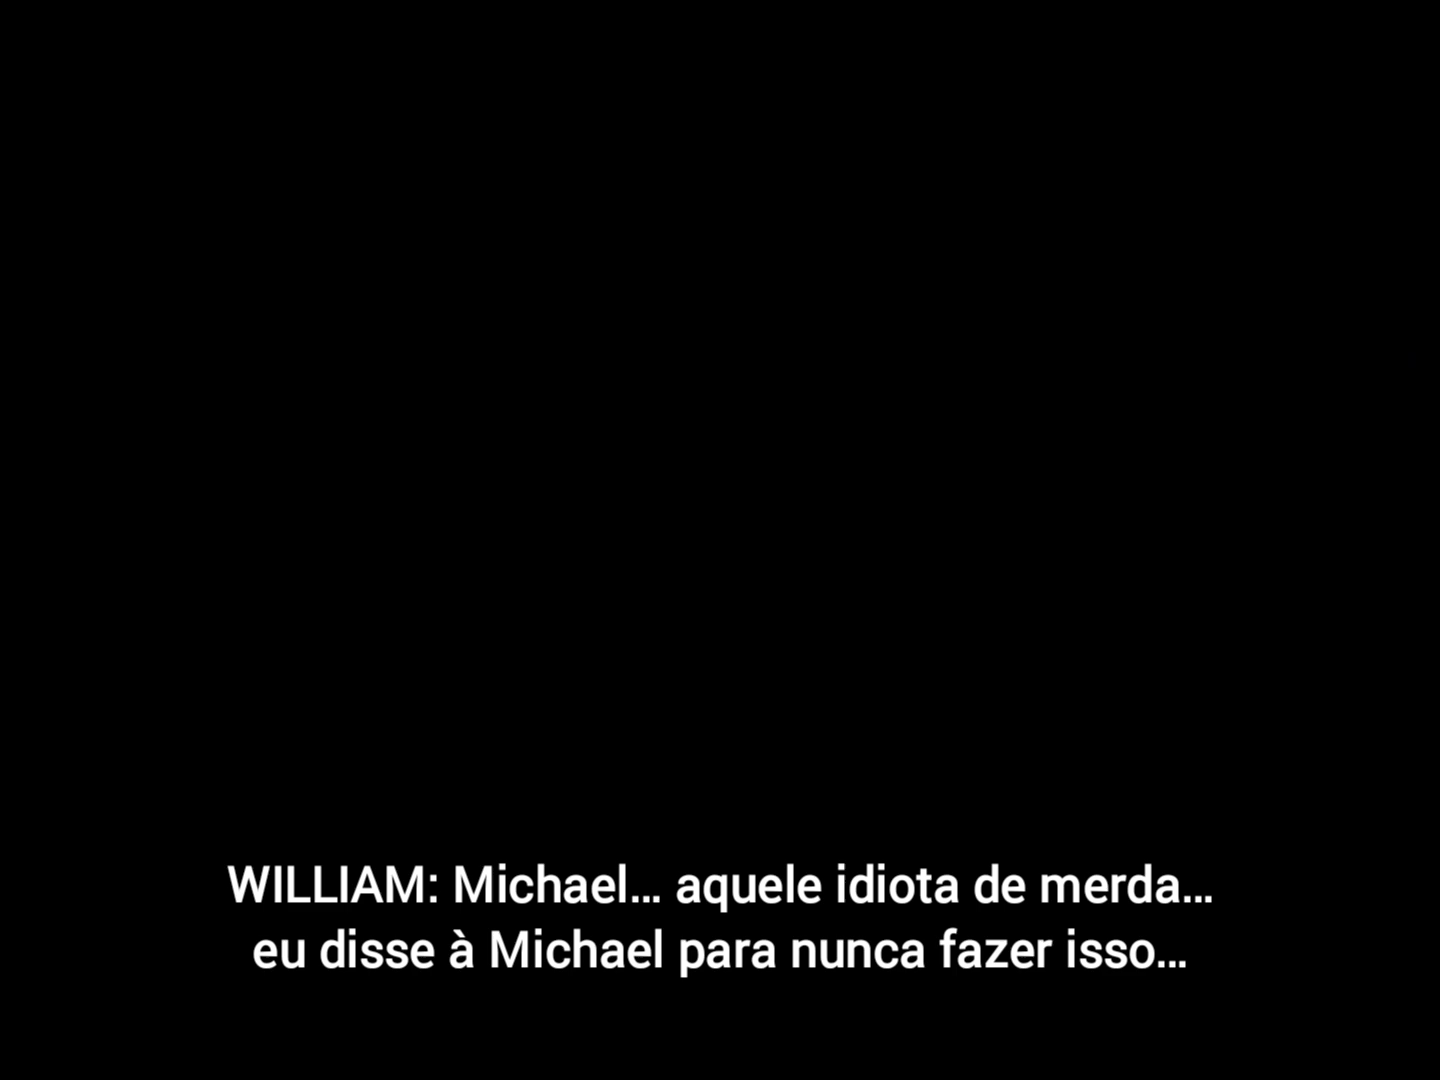 WILLIAM: Michael... aquele idiota de merda...
eu disse à Michael para nunca fazer isso...